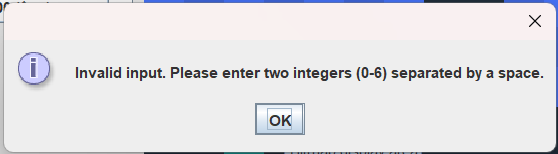 Invalid input. Please enter two integers (0-6) separated by a space.
OK